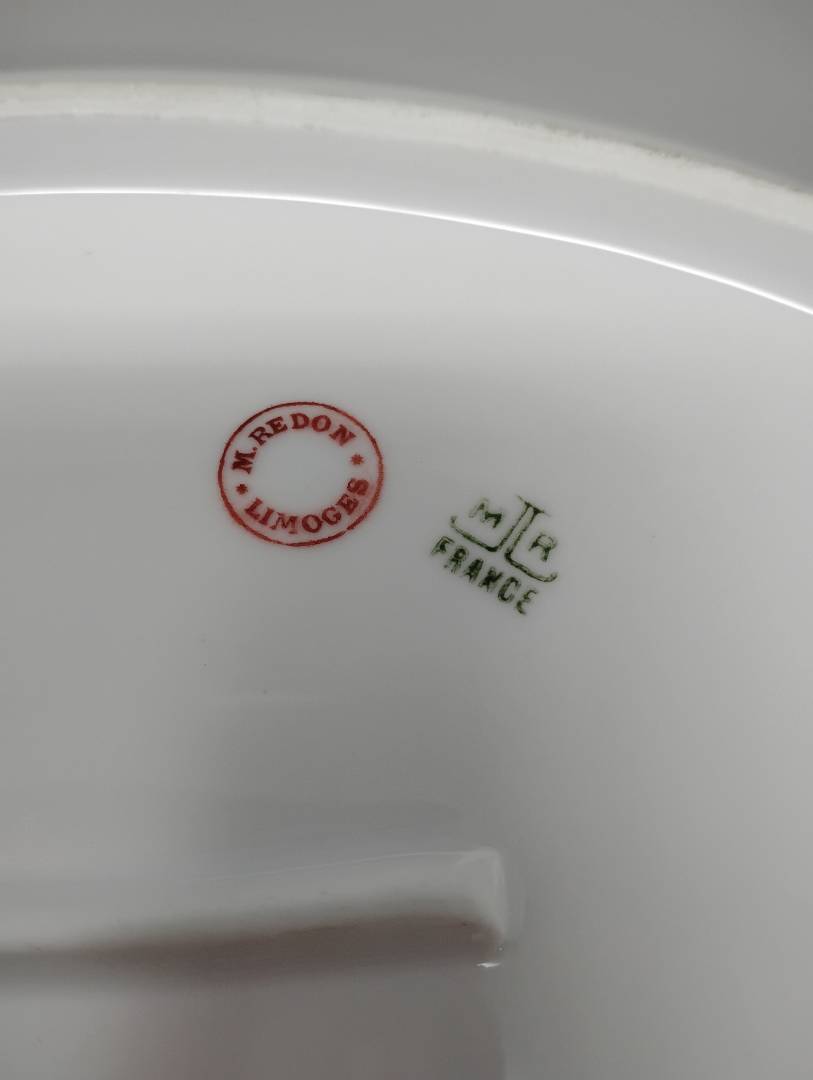 M. REDON
LIMOGES
M L R
FRANCE